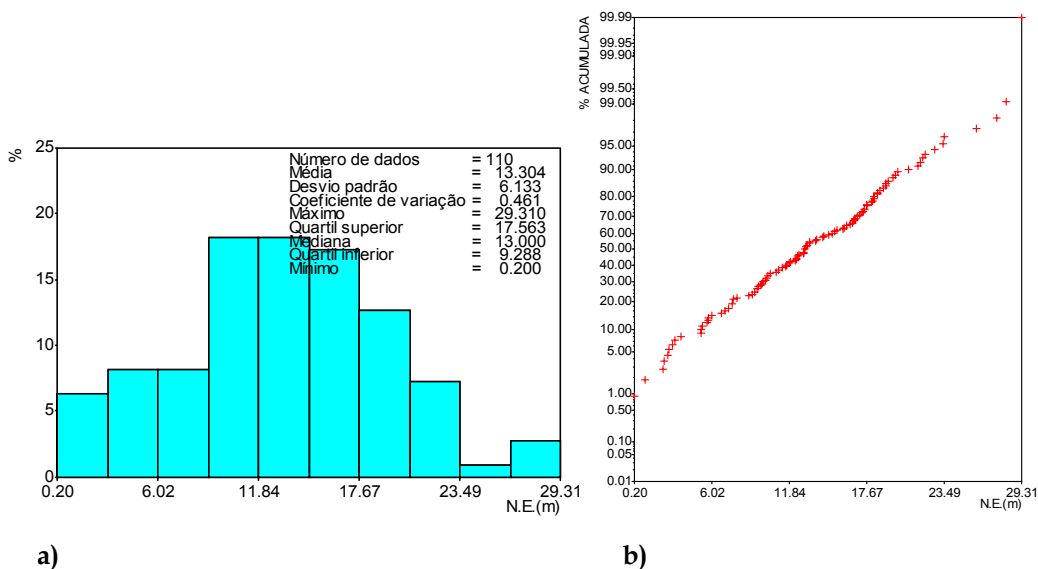 %
25
20
15
10
5
0
Número de dados = 110
Média = 13.304
Desvio padrão = 6.133
Coeficiente de variação = 0.461
Máximo = 29.310
Quartil superior = 17.563
Mediana = 13.000
Quartil inferior = 9.288
Mínimo = 0.200
0.20 6.02 11.84 17.67 23.49 29.31
N.E.(m)
a)
% ACUMULADA
99.99
99.95
99.90
99.50
99.00
95.00
90.00
80.00
70.00
60.00
50.00
40.00
30.00
20.00
10.00
5.00
1.00
0.50
0.10
0.05
0.01
0.20 6.02 11.84 17.67 23.49 29.31
N.E.(m)
b)